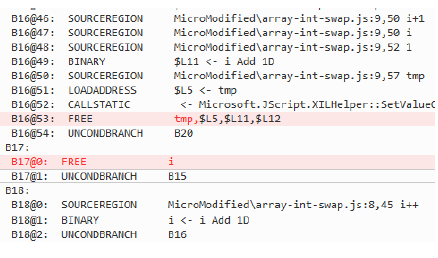 B16@46: SOURCEREGION MicroModified\array-int-swap.js:9,50 i+1
B16@47: SOURCEREGION MicroModified\array-int-swap.js:9,50 i
B16@48: SOURCEREGION MicroModified\array-int-swap.js:9,52 1
B16@49: BINARY $L11 <- i Add 1D
B16@50: SOURCEREGION MicroModified\array-int-swap.js:9,57 tmp
B16@51: LOADADDRESS $L5 <- tmp
B16@52: CALLSTATIC <- Microsoft.JScript.XILHelper::SetValueO
B16@53: FREE tmp,$L5,$L11,$L12
B16@54: UNCONDBRANCH B20
B17:
B17@0: FREE i
B17@1: UNCONDBRANCH B15
B18:
B18@0: SOURCEREGION MicroModified\array-int-swap.js:8,45 i++
B18@1: BINARY i <- i Add 1D
B18@2: UNCONDBRANCH B16